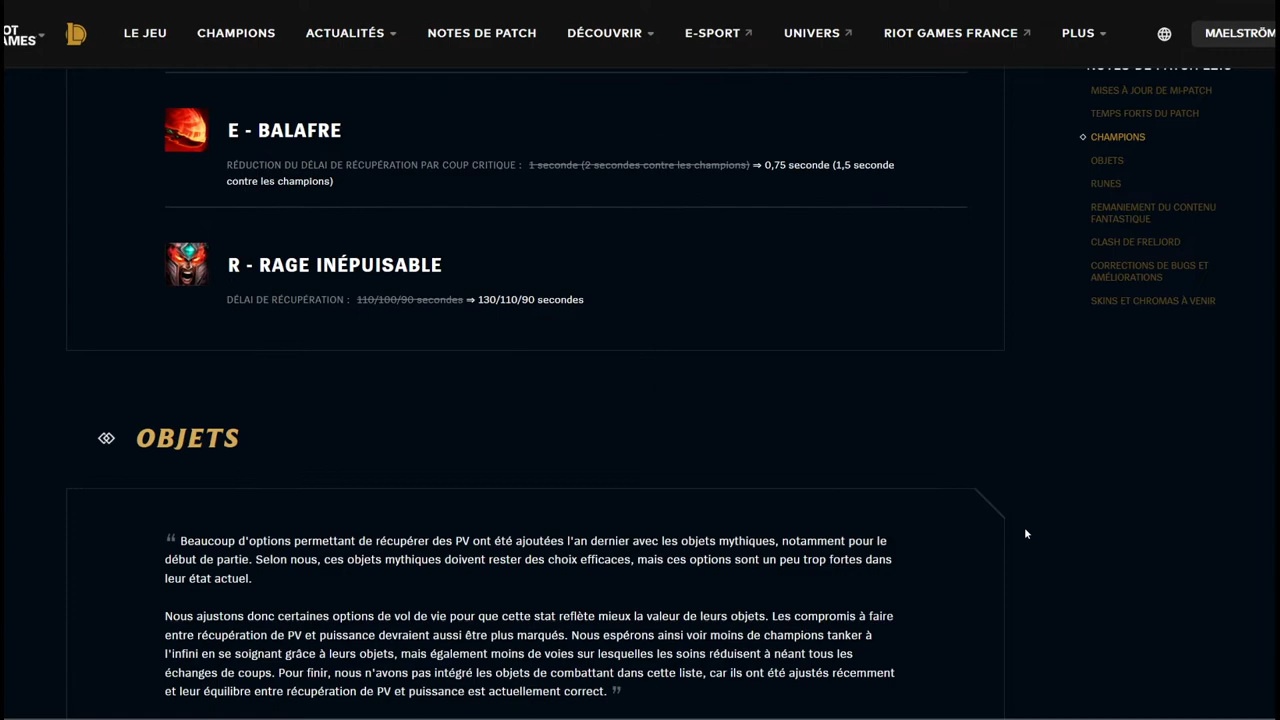 OT
AMES
LE JEU
CHAMPIONS
ACTUALITÉS
NOTES DE PATCH
DÉCOUVRIR
E-SPORT
UNIVERS
RIOT GAMES FRANCE
PLUS
MΛELSTRÖM
E - BALAFRE
RÉDUCTION DU DÉLAI DE RÉCUPÉRATION PAR COUP CRITIQUE : 1 seconde (2 secondes contre les champions) ⇒ 0,75 seconde (1,5 seconde
contre les champions)
R - RAGE INÉPUISABLE
DÉLAI DE RÉCUPÉRATION : 110/100/90 secondes ⇒ 130/110/90 secondes
OBJETS
“ Beaucoup d'options permettant de récupérer des PV ont été ajoutées l'an dernier avec les objets mythiques, notamment pour le
début de partie. Selon nous, ces objets mythiques doivent rester des choix efficaces, mais ces options sont un peu trop fortes dans
leur état actuel.
Nous ajustons donc certaines options de vol de vie pour que cette stat reflète mieux la valeur de leurs objets. Les compromis à faire
entre récupération de PV et puissance devraient aussi être plus marqués. Nous espérons ainsi voir moins de champions tanker à
l'infini en se soignant grâce à leurs objets, mais également moins de voies sur lesquelles les soins réduisent à néant tous les
échanges de coups. Pour finir, nous n'avons pas intégré les objets de combattant dans cette liste, car ils ont été ajustés récemment
et leur équilibre entre récupération de PV et puissance est actuellement correct. ”
MISES À JOUR DE MI-PATCH
TEMPS FORTS DU PATCH
CHAMPIONS
OBJETS
RUNES
REMANIEMENT DU CONTENU
FANTASTIQUE
CLASH DE FRELJORD
CORRECTIONS DE BUGS ET
AMÉLIORATIONS
SKINS ET CHROMAS À VENIR